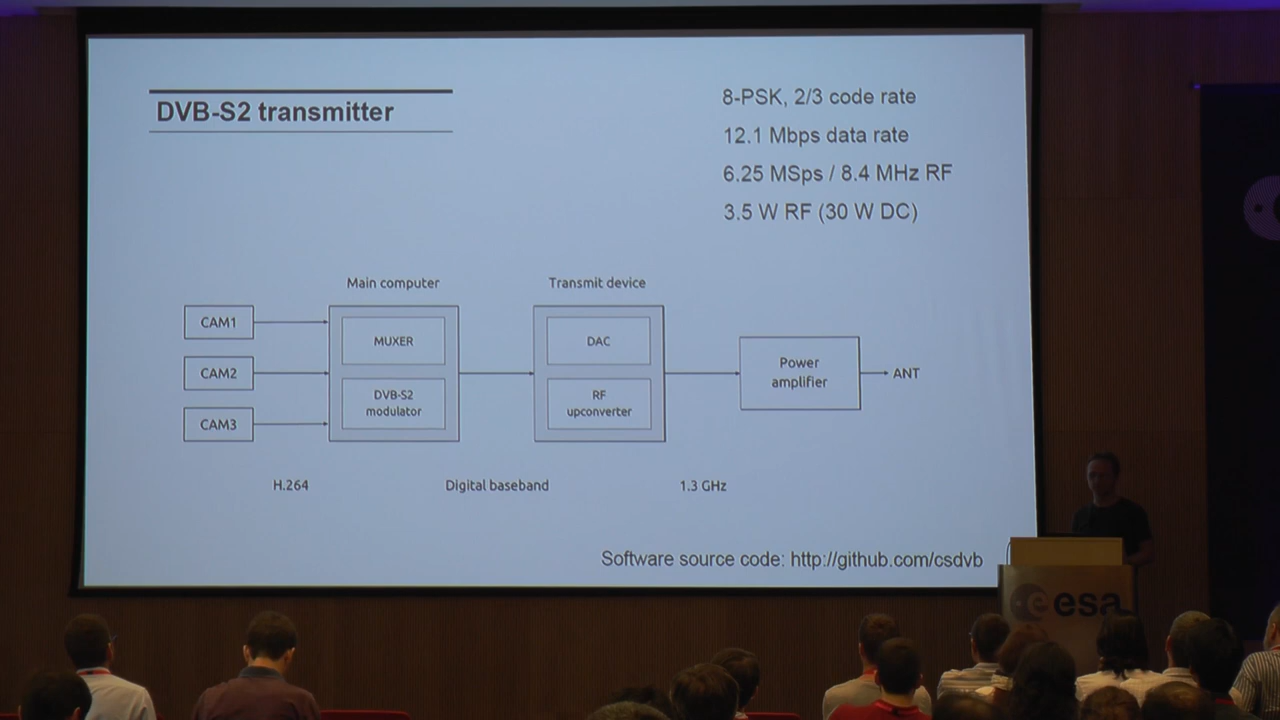 DVB-S2 transmitter
8-PSK, 2/3 code rate
12.1 Mbps data rate
6.25 MSps / 8.4 MHz RF
3.5 W RF (30 W DC)
Main computer
Transmit device
CAM1
CAM2
CAM3
MUXER
DVB-S2
modulator
DAC
RF
upconverter
Power
amplifier
ANT
H.264
Digital baseband
1.3 GHz
Software source code: http://github.com/csdvb
esa